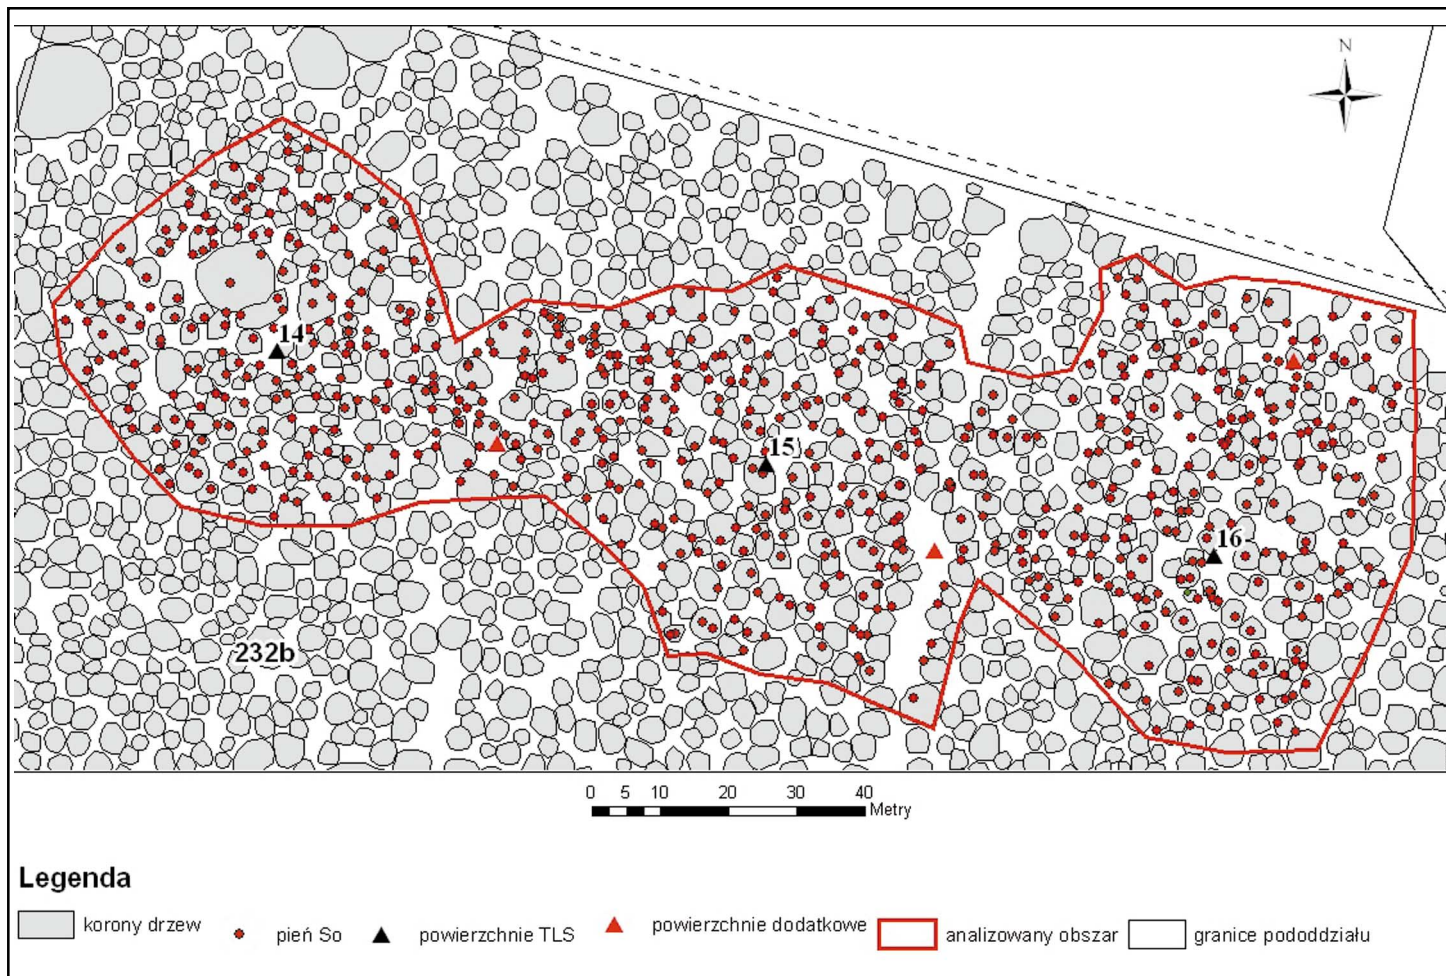 N
14
15
16
232b
0 5 10 20 30 40
Metry
Legenda
korony drzew pień So powierzchnie TLS powierzchnie dodatkowe analizowany obszar granice pododdziału